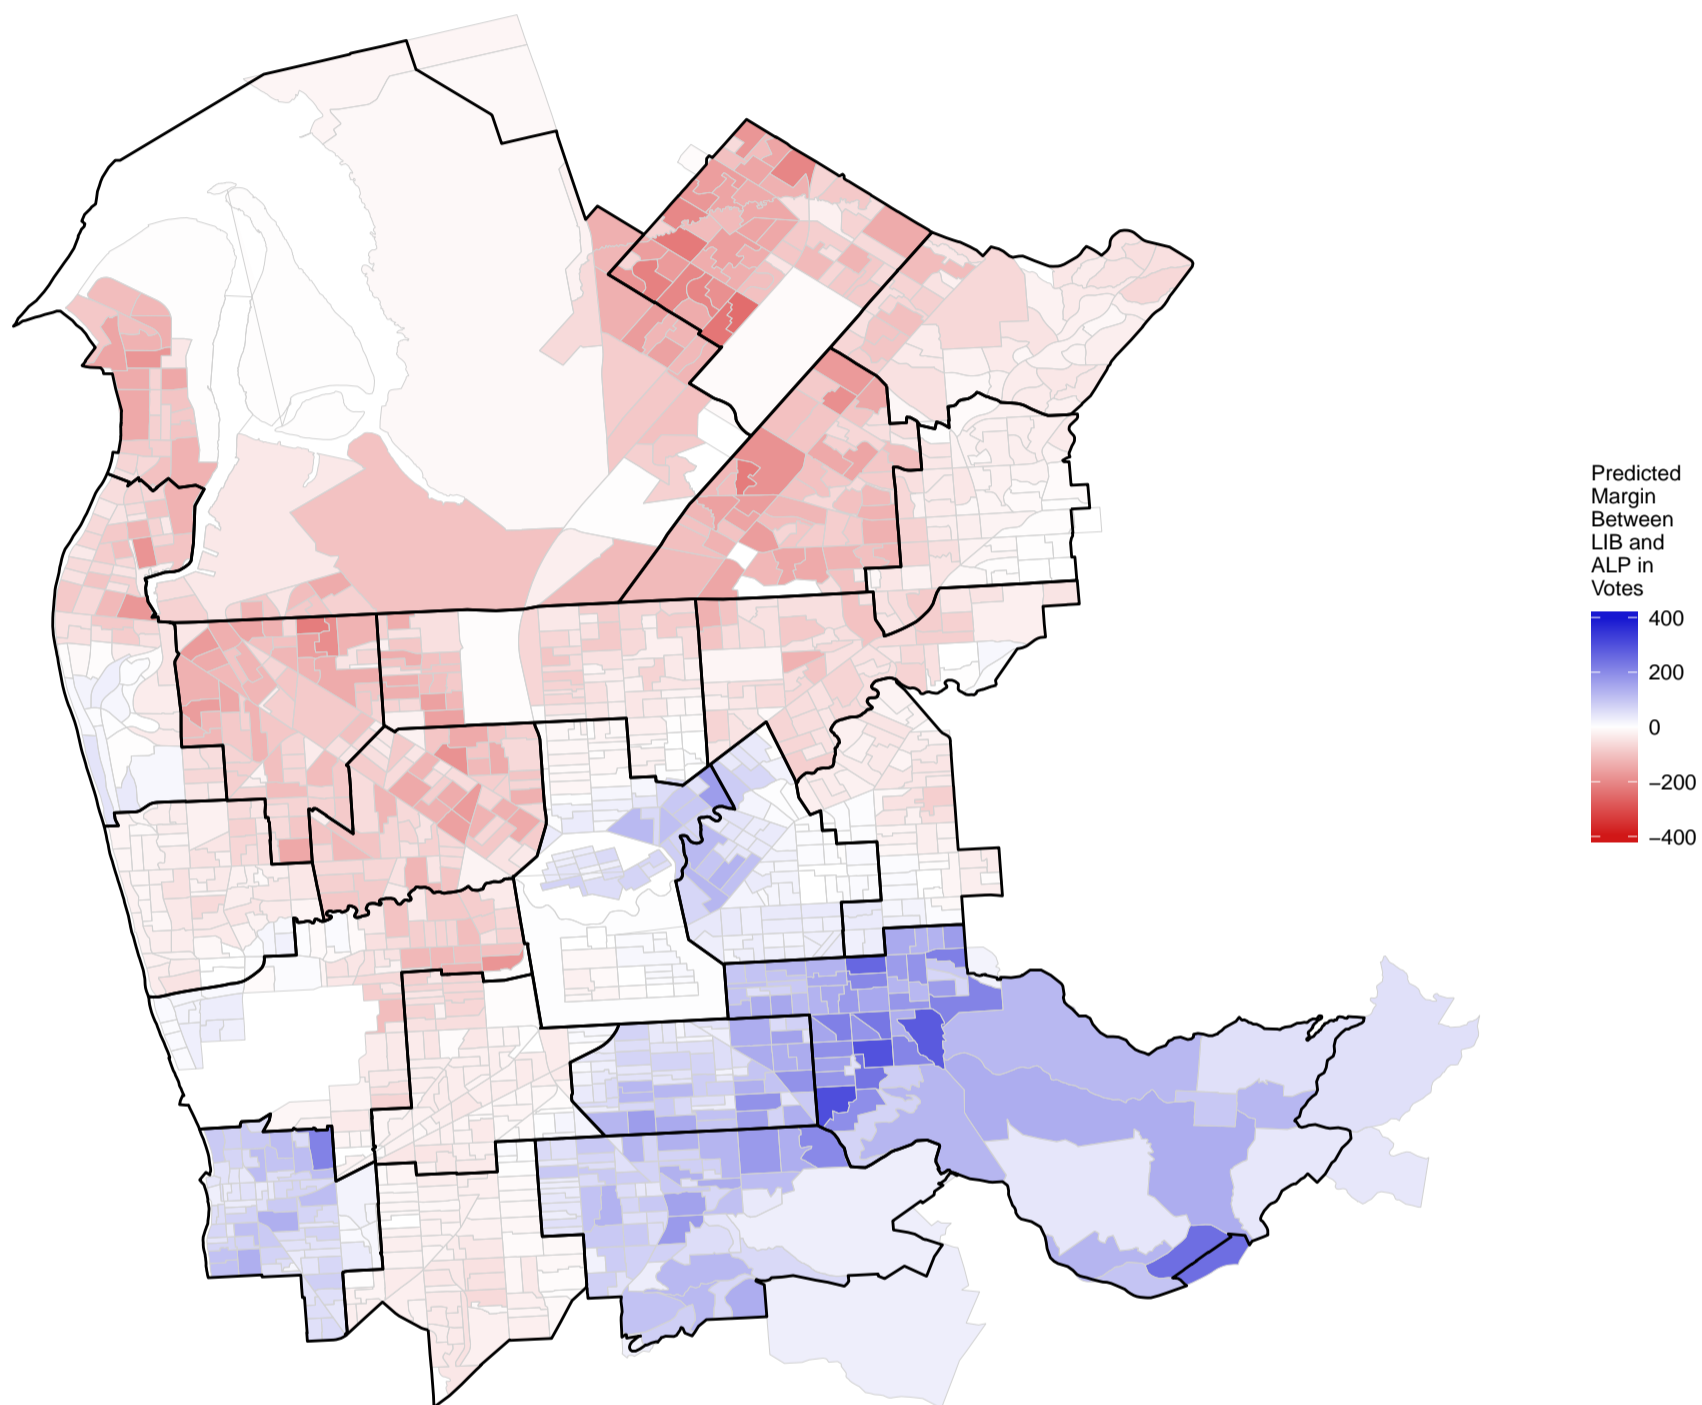 Predicted
Margin
Between
LIB and
ALP in
Votes
400
200
0
−200
−400